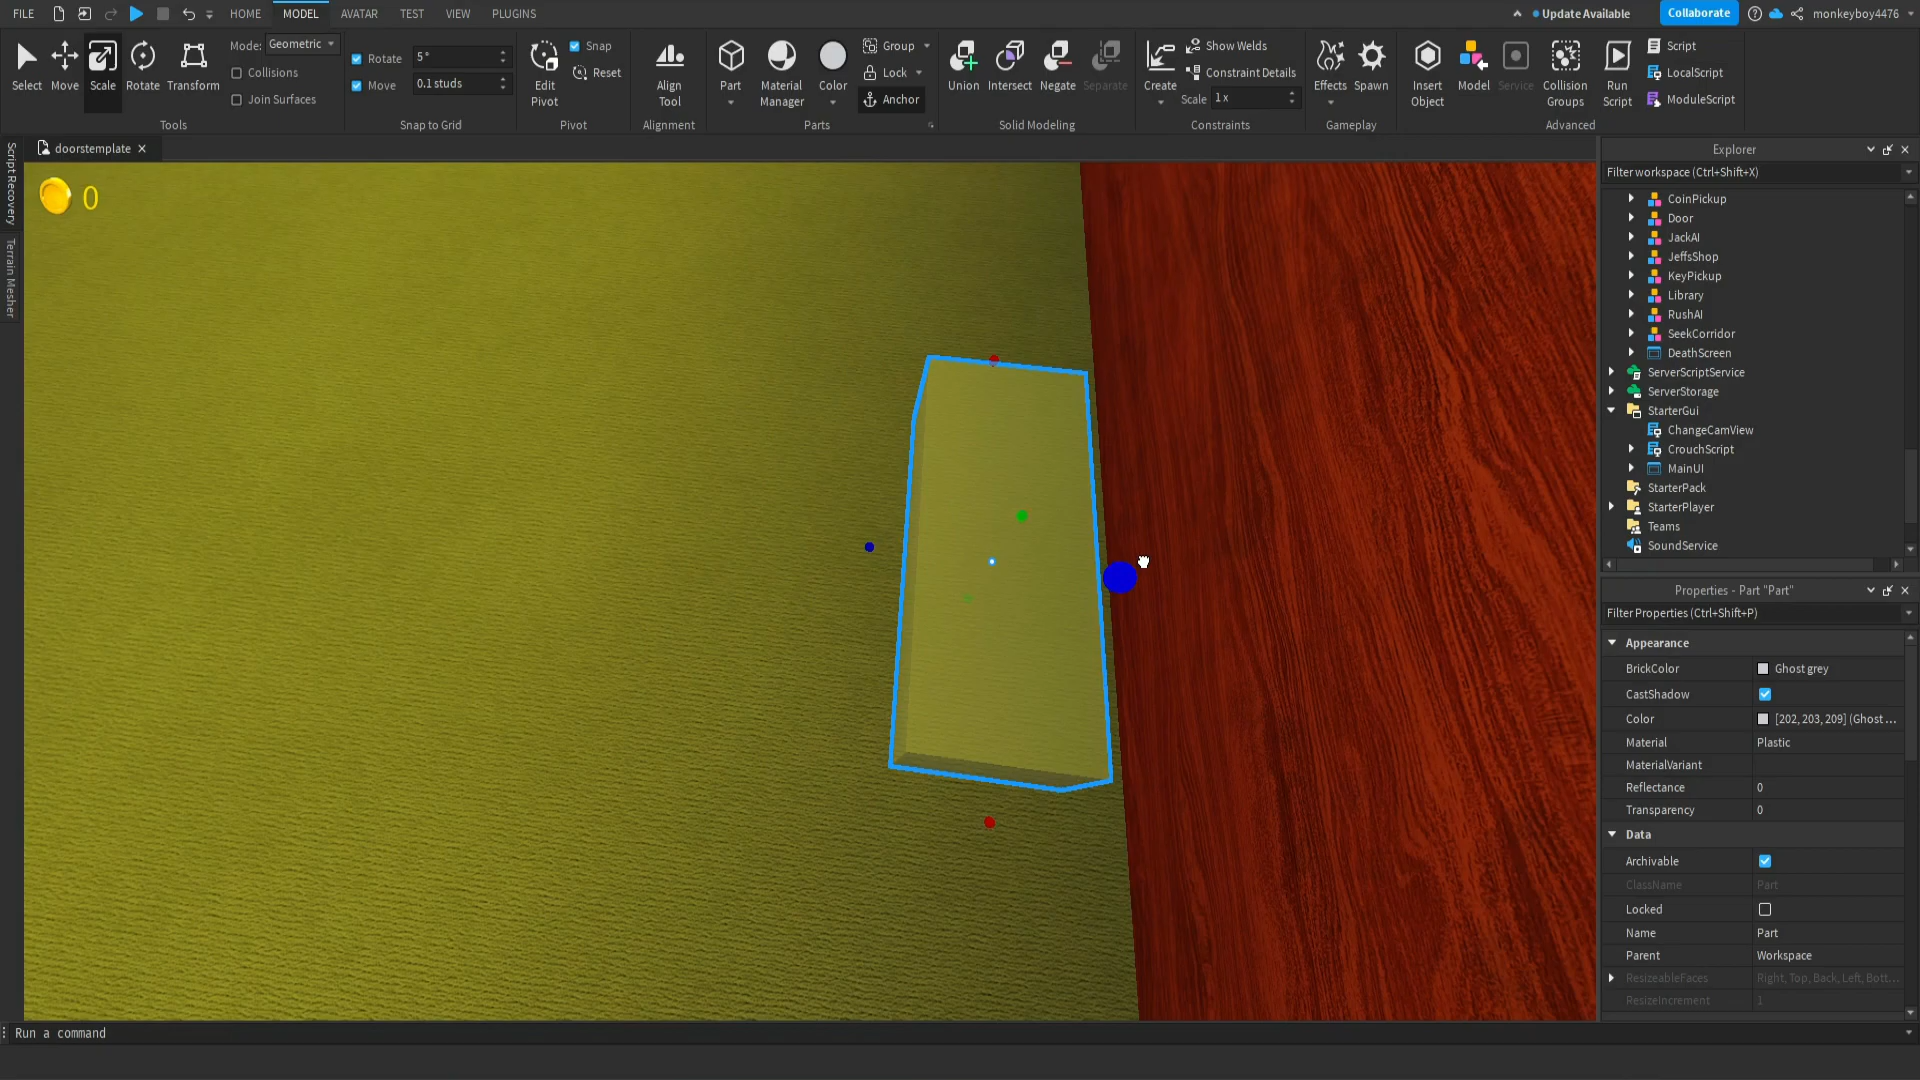 FILE HOME MODEL AVATAR TEST VIEW PLUGINS Update Available Collaborate monkeyboy4476
Select Move Scale Rotate Transform
Mode: Geometric
Collisions
Join Surfaces
Tools
Rotate 5°
Move 0.1 studs
Snap to Grid
Edit Pivot
Snap
Reset
Pivot
Align Tool
Alignment
Part
Material Manager
Color
Group
Lock
Anchor
Parts
Union Intersect Negate Separate
Solid Modeling
Create
Show Welds
Constraint Details
Scale 1 x
Constraints
Effects Spawn
Gameplay
Insert Object
Model
Service
Collision Groups
Run Script
Script
LocalScript
ModuleScript
Advanced
Script Recovery
Terrain Mesher
doorstemplate
0
Explorer
Filter workspace (Ctrl+Shift+X)
CoinPickup
Door
JackAI
JeffsShop
KeyPickup
Library
RushAI
SeekCorridor
DeathScreen
ServerScriptService
ServerStorage
StarterGui
ChangeCamView
CrouchScript
MainUI
StarterPack
StarterPlayer
Teams
SoundService
Properties - Part "Part"
Filter Properties (Ctrl+Shift+P)
Appearance
BrickColor Ghost grey
CastShadow
Color [202, 203, 209] (Ghost ...
Material Plastic
MaterialVariant
Reflectance 0
Transparency 0
Data
Archivable
ClassName Part
Locked
Name Part
Parent Workspace
ResizeableFaces Right, Top, Back, Left, Bott...
ResizeIncrement 1
Run a command